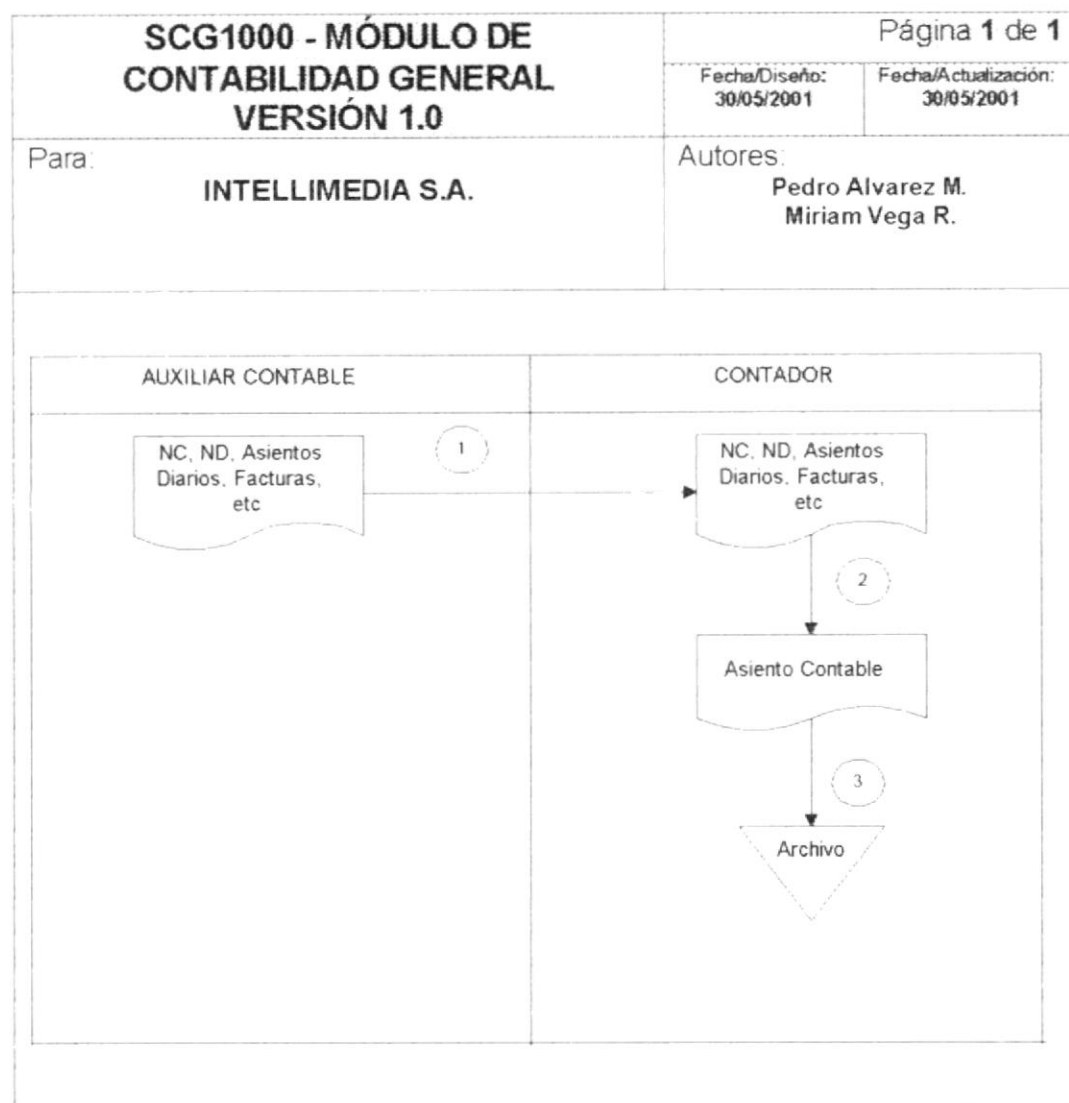 SCG1000 - MÓDULO DE
CONTABILIDAD GENERAL
VERSIÓN 1.0
Página 1 de 1
Fecha/Diseño:
30/05/2001
Fecha/Actualización:
30/05/2001
Para:
INTELLIMEDIA S.A.
Autores:
Pedro Alvarez M.
Miriam Vega R.
AUXILIAR CONTABLE
CONTADOR
NC, ND, Asientos
Diarios, Facturas,
etc
1
NC, ND, Asientos
Diarios, Facturas,
etc
2
Asiento Contable
3
Archivo